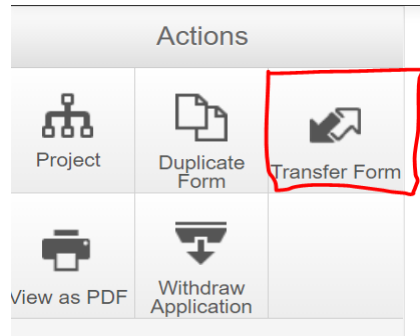 Actions
Project
Duplicate
Form
Transfer Form
View as PDF
Withdraw
Application